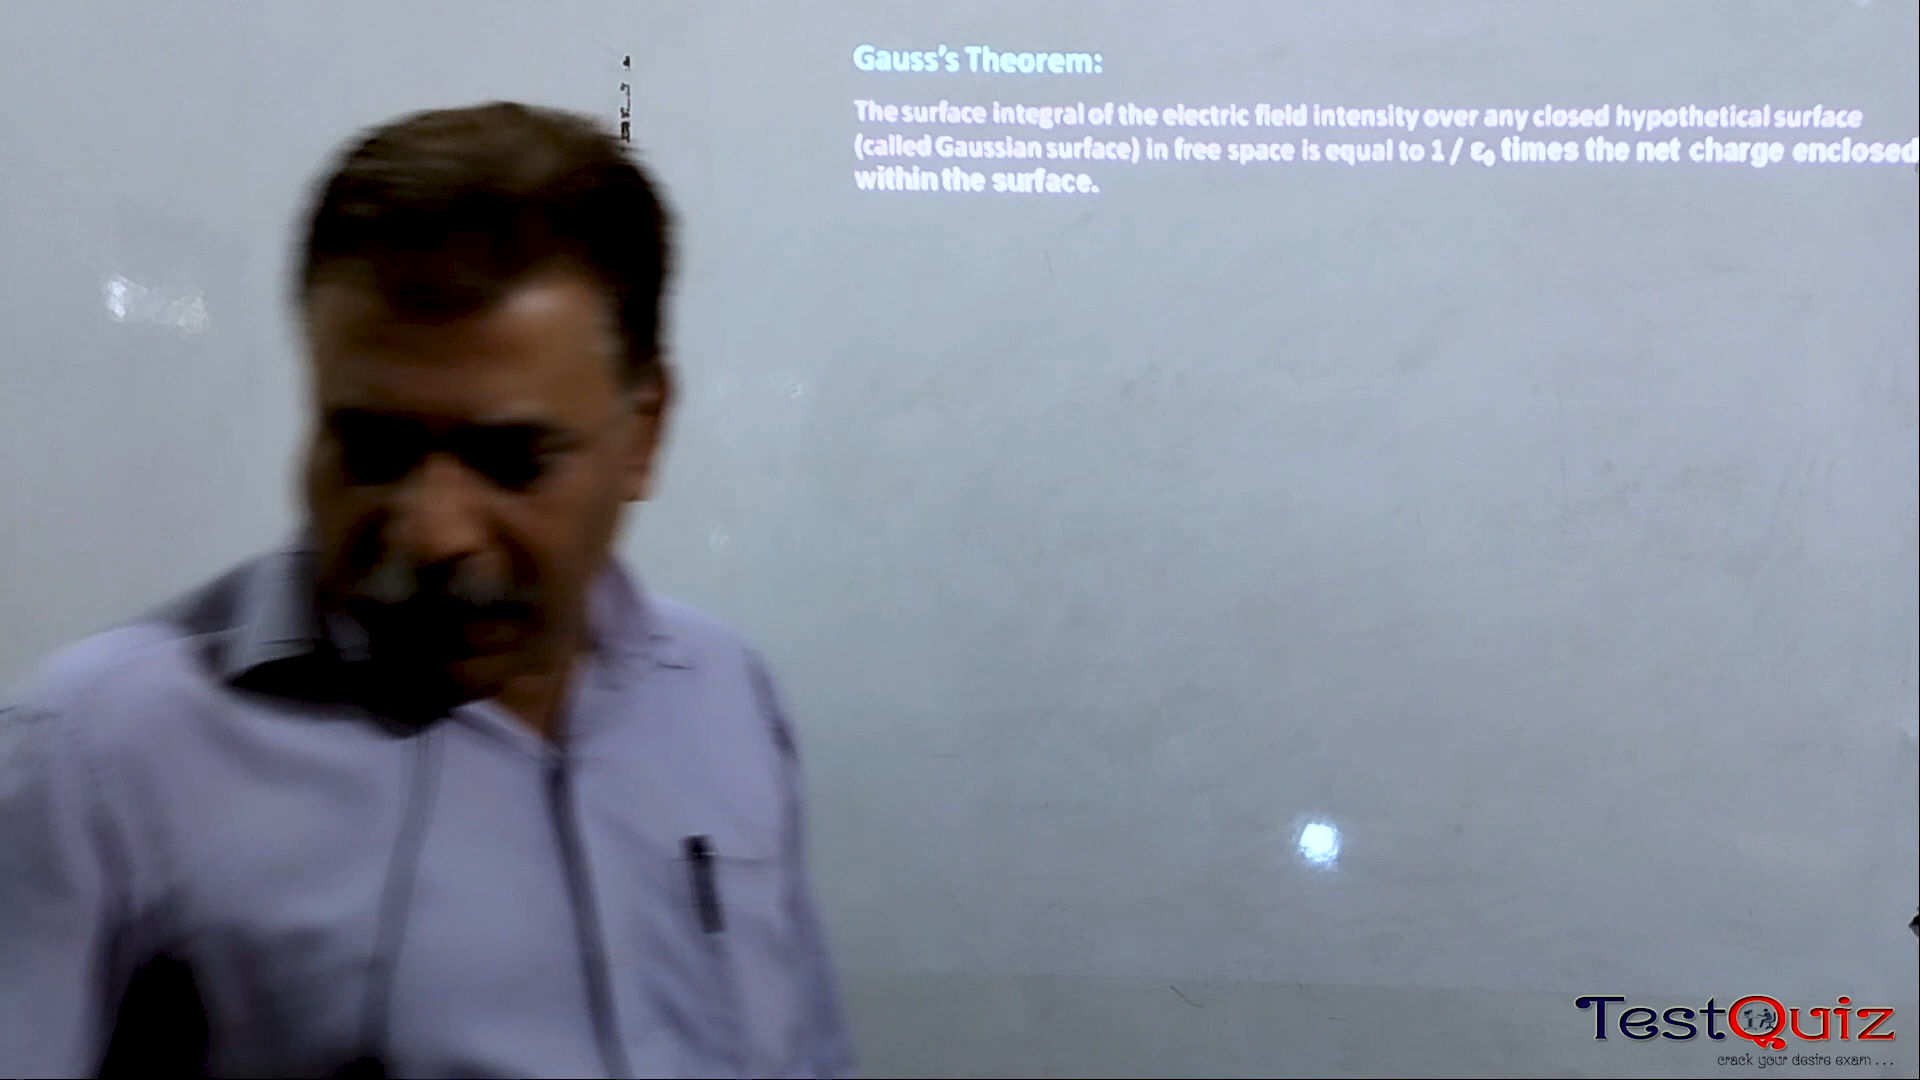 Gauss's Theorem:
The surface integral of the electric field intensity over any closed hypothetical surface
(called Gaussian surface) in free space is equal to 1 / ε₀ times the net charge enclosed
within the surface.
TestQuiz
crack your desire exam ...